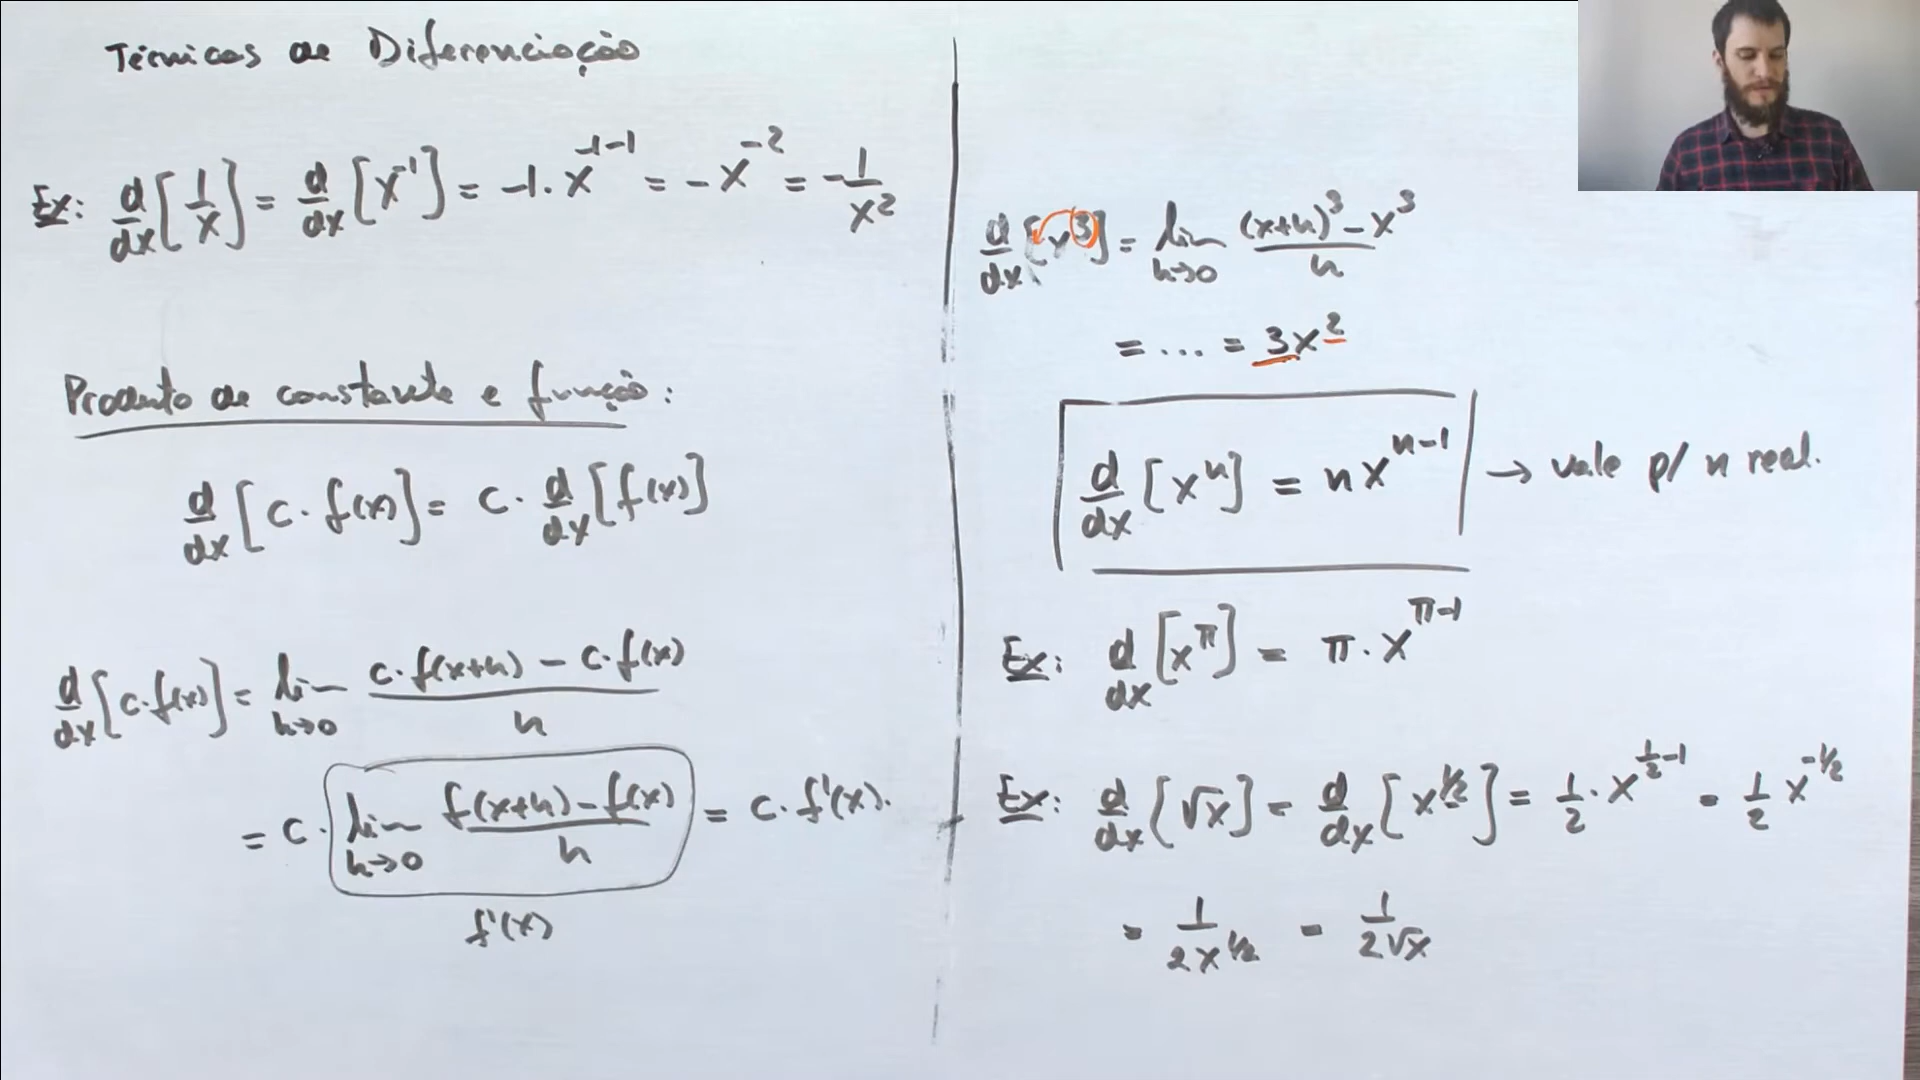 Técnicas de Diferenciação
Ex: d/dx [1/x] = d/dx [x^-1] = -1·x^(-1-1) = -x^-2 = -1/x^2
Produto de constante e função:
d/dx [c·f(x)] = c·d/dx [f(x)]
d/dx [c·f(x)] = lim h→0 (c·f(x+h) - c·f(x))/h
= c·lim h→0 (f(x+h) - f(x))/h = c·f'(x).
f'(x)
d/dx [x^3] = lim h→0 ((x+h)^3 - x^3)/h
= ... = 3x^2
d/dx [x^n] = nx^(n-1) → vale p/ n real.
Ex: d/dx [x^π] = π·x^(π-1)
Ex: d/dx [√x] = d/dx [x^(1/2)] = 1/2·x^(1/2-1) = 1/2 x^(-1/2)
= 1/(2x^(1/2)) = 1/(2√x)